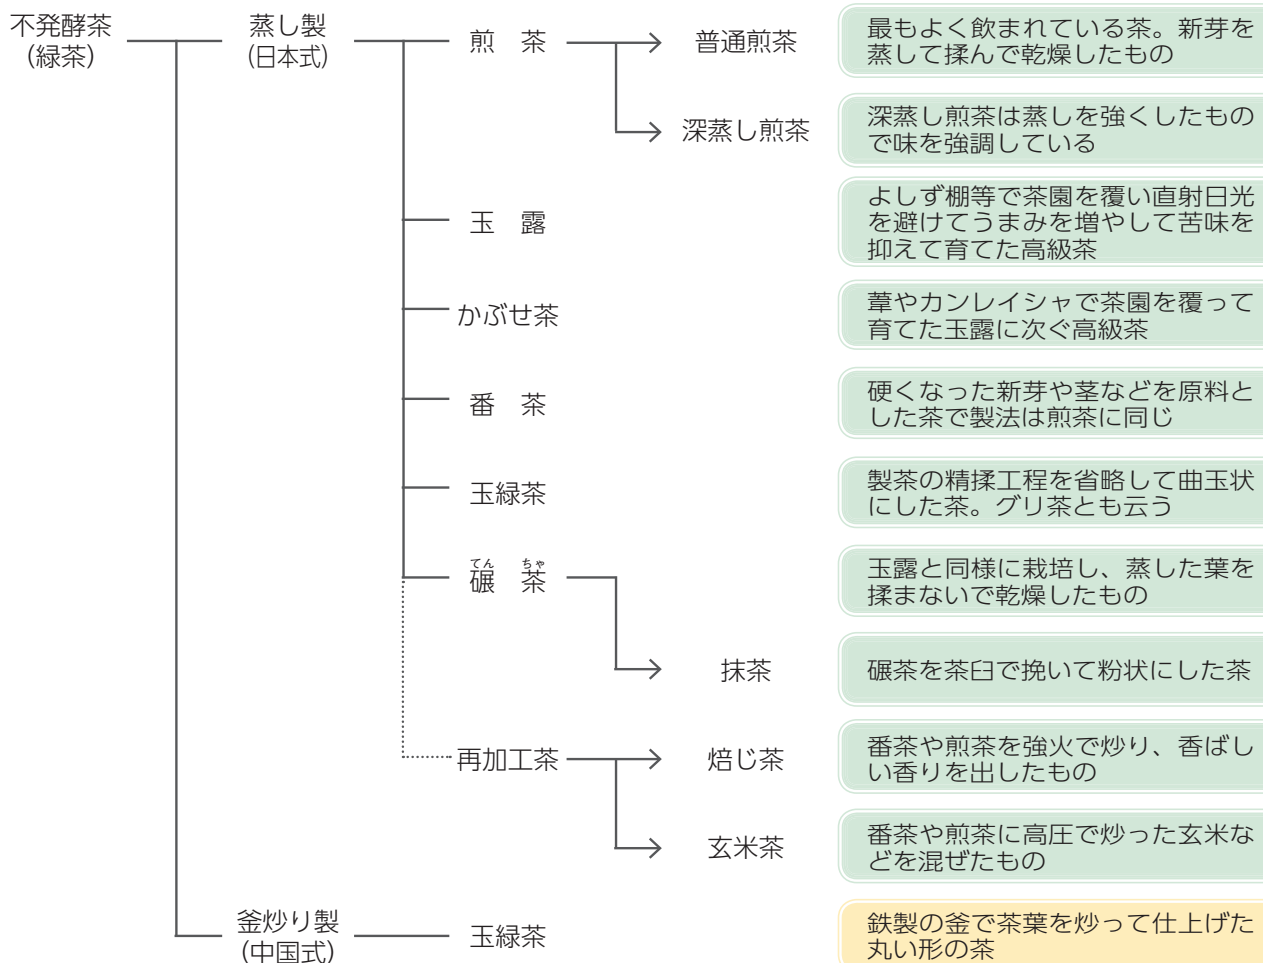 不発酵茶
(緑茶)
蒸し製
(日本式)
煎　茶
普通煎茶
最もよく飲まれている茶。新芽を
蒸して揉んで乾燥したもの
深蒸し煎茶
深蒸し煎茶は蒸しを強くしたもの
で味を強調している
玉　露
よしず棚等で茶園を覆い直射日光
を避けてうまみを増やして苦味を
抑えて育てた高級茶
かぶせ茶
葦やカンレイシャで茶園を覆って
育てた玉露に次ぐ高級茶
番　茶
硬くなった新芽や茎などを原料と
した茶で製法は煎茶に同じ
玉緑茶
製茶の精揉工程を省略して曲玉状
にした茶。グリ茶とも云う
てん　ちゃ
碾　茶
玉露と同様に栽培し、蒸した葉を
揉まないで乾燥したもの
抹茶
碾茶を茶臼で挽いて粉状にした茶
再加工茶
焙じ茶
番茶や煎茶を強火で炒り、香ばし
い香りを出したもの
玄米茶
番茶や煎茶に高圧で炒った玄米な
どを混ぜたもの
釜炒り製
(中国式)
玉緑茶
鉄製の釜で茶葉を炒って仕上げた
丸い形の茶